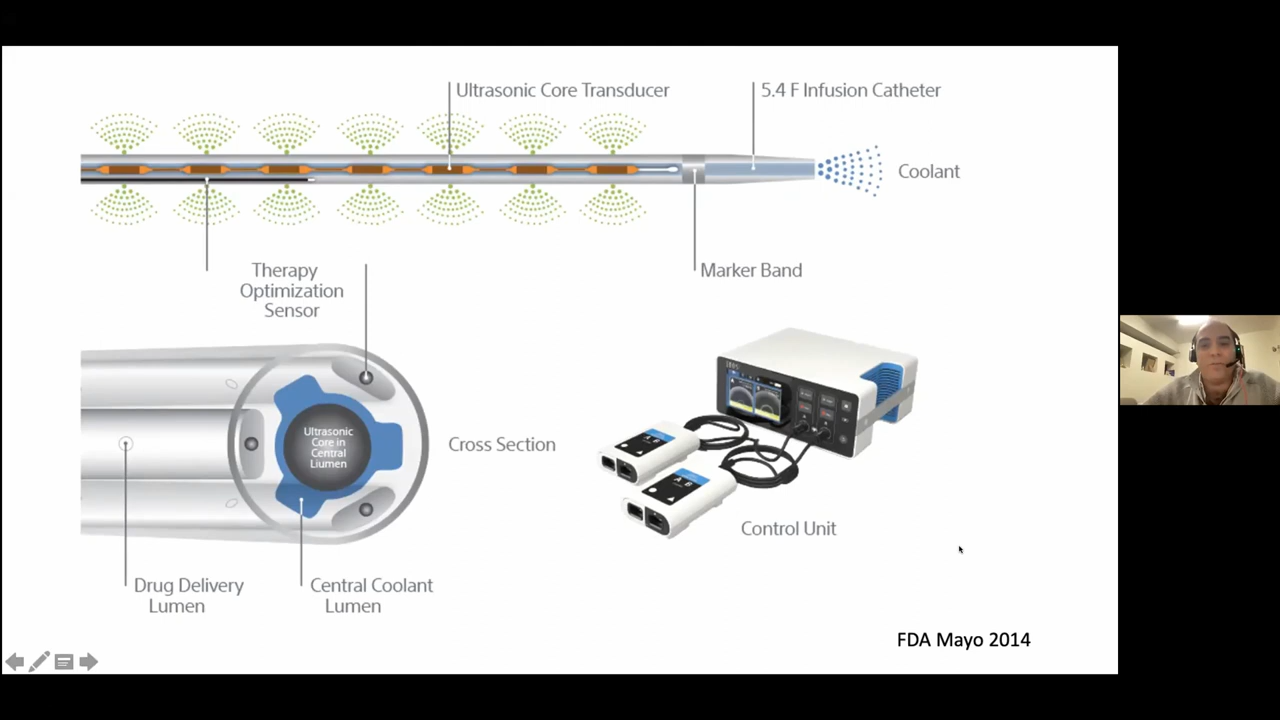 Ultrasonic Core Transducer
5.4 F Infusion Catheter
Coolant
Therapy
Optimization
Sensor
Marker Band
Ultrasonic
Core in
Central
Liumen
Cross Section
A B
A B
Control Unit
Drug Delivery
Lumen
Central Coolant
Lumen
FDA Mayo 2014